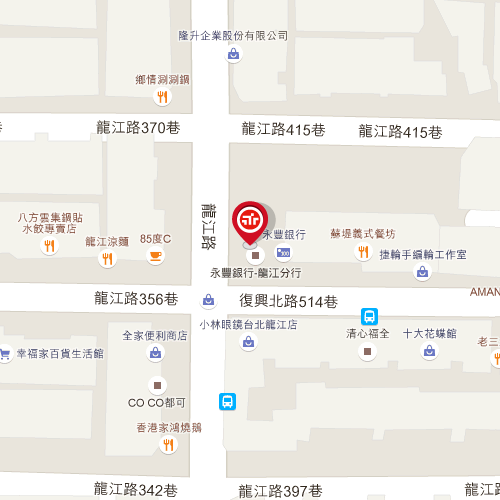 隆升企業股份有限公司
鄉情涮涮鍋
巷
龍江路370巷
龍江路415巷
龍江路415巷
龍江路
八方雲集鍋貼
水餃專賣店
龍江涼麵
85度C
永豐銀行
蘇堤義式餐坊
捷輪手編輪工作室
永豐銀行-龍江分行
AMAN
龍江路356巷
復興北路514巷
小林眼鏡台北龍江店
全家便利商店
清心福全
十大花蝶館
老三
幸福家百貨生活館
CO CO都可
香港家鴻燒鵝
龍江路342巷
龍江路397巷
龍江路